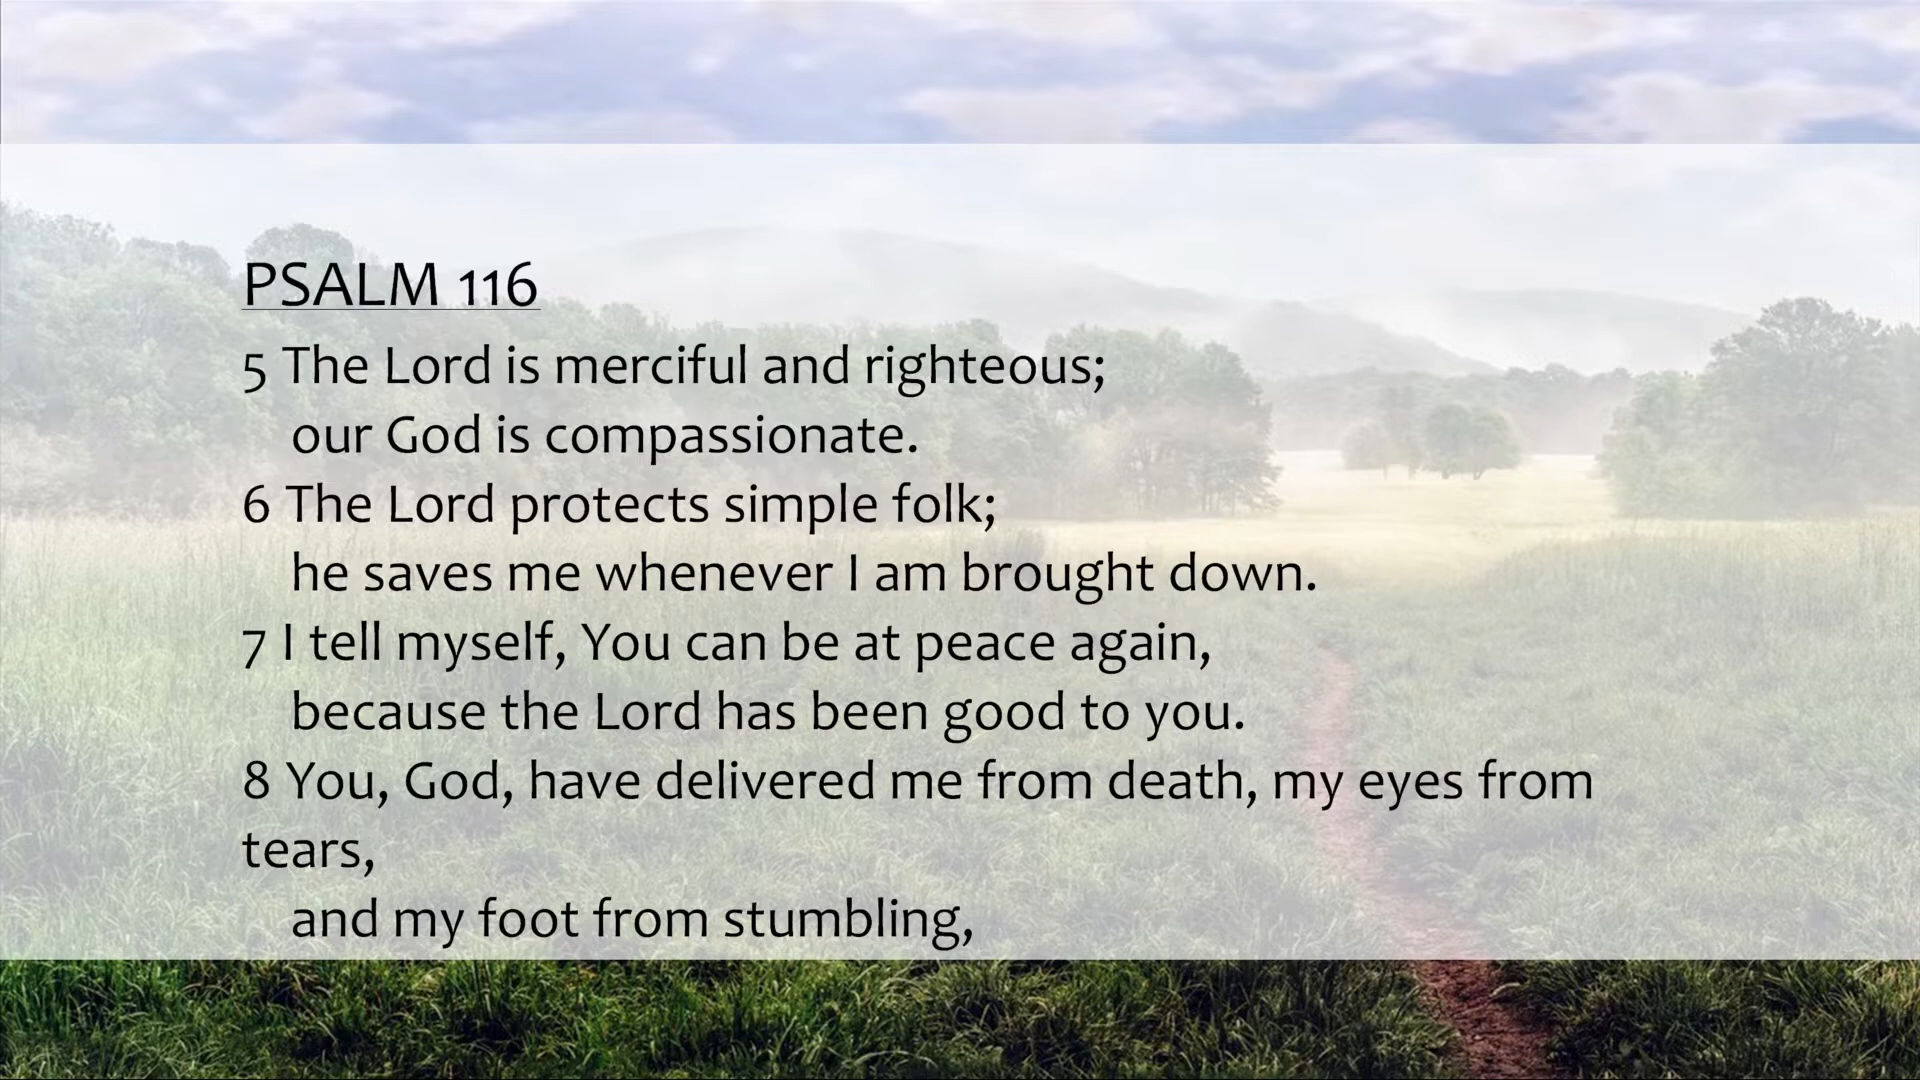 PSALM 116
5 The Lord is merciful and righteous;
our God is compassionate.
6 The Lord protects simple folk;
he saves me whenever I am brought down.
7 I tell myself, You can be at peace again,
because the Lord has been good to you.
8 You, God, have delivered me from death, my eyes from
tears,
and my foot from stumbling,